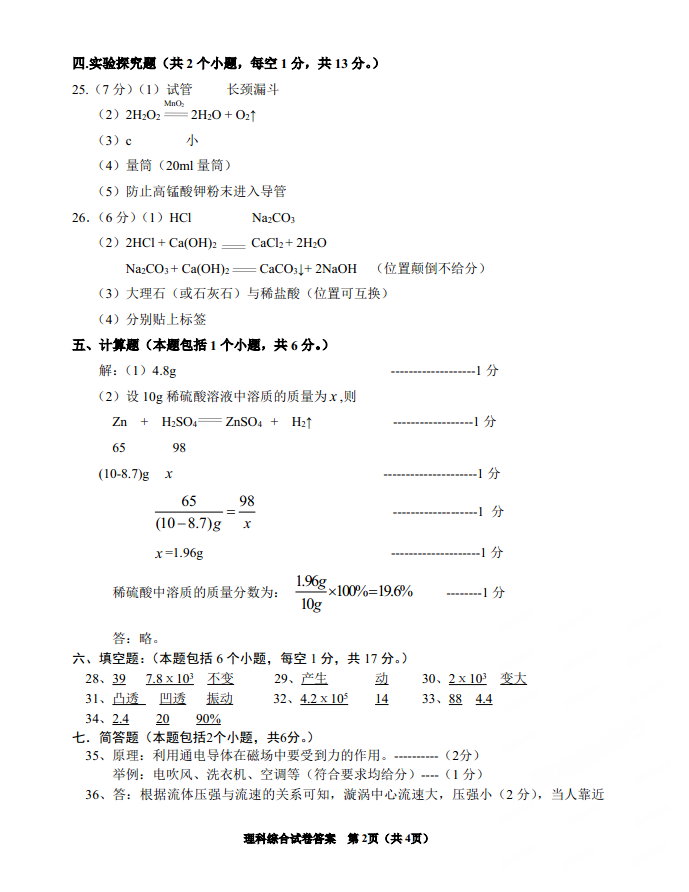 四.实验探究题（共 2 个小题，每空 1 分，共 13 分。）
25.（7 分）（1）试管 长颈漏斗
（2）2H₂O₂ =MnO₂= 2H₂O + O₂↑
（3）c 小
（4）量筒（20ml 量筒）
（5）防止高锰酸钾粉末进入导管
26.（6 分）（1）HCl Na₂CO₃
（2）2HCl + Ca(OH)₂ == CaCl₂ + 2H₂O
Na₂CO₃ + Ca(OH)₂ == CaCO₃↓+ 2NaOH （位置颠倒不给分）
（3）大理石（或石灰石）与稀盐酸（位置可互换）
（4）分别贴上标签
五、计算题（本题包括 1 个小题，共 6 分。）
解：（1）4.8g -------------------1 分
（2）设 10g 稀硫酸溶液中溶质的质量为 x ,则
Zn + H₂SO₄ == ZnSO₄ + H₂↑ ------------------1 分
65 98
(10-8.7)g x ---------------------1 分
65/(10−8.7)g = 98/x -------------------1 分
x =1.96g --------------------1 分
稀硫酸中溶质的质量分数为： 1.96g/10g ×100%=19.6% --------1 分
答：略。
六、填空题：（本题包括 6 个小题，每空 1 分，共 17 分。）
28、39 7.8 x 10³ 不变 29、产生 动 30、2 x 10³ 变大
31、凸透 凹透 振动 32、4.2 x 10⁵ 14 33、88 4.4
34、2.4 20 90%
七．简答题（本题包括2个小题，共6分。）
35、原理：利用通电导体在磁场中要受到力的作用。----------（2分）
举例：电吹风、洗衣机、空调等（符合要求均给分）----（1 分）
36、答：根据流体压强与流速的关系可知，漩涡中心流速大，压强小（2 分），当人靠近
理科综合试卷答案 第 2页（共 4页）